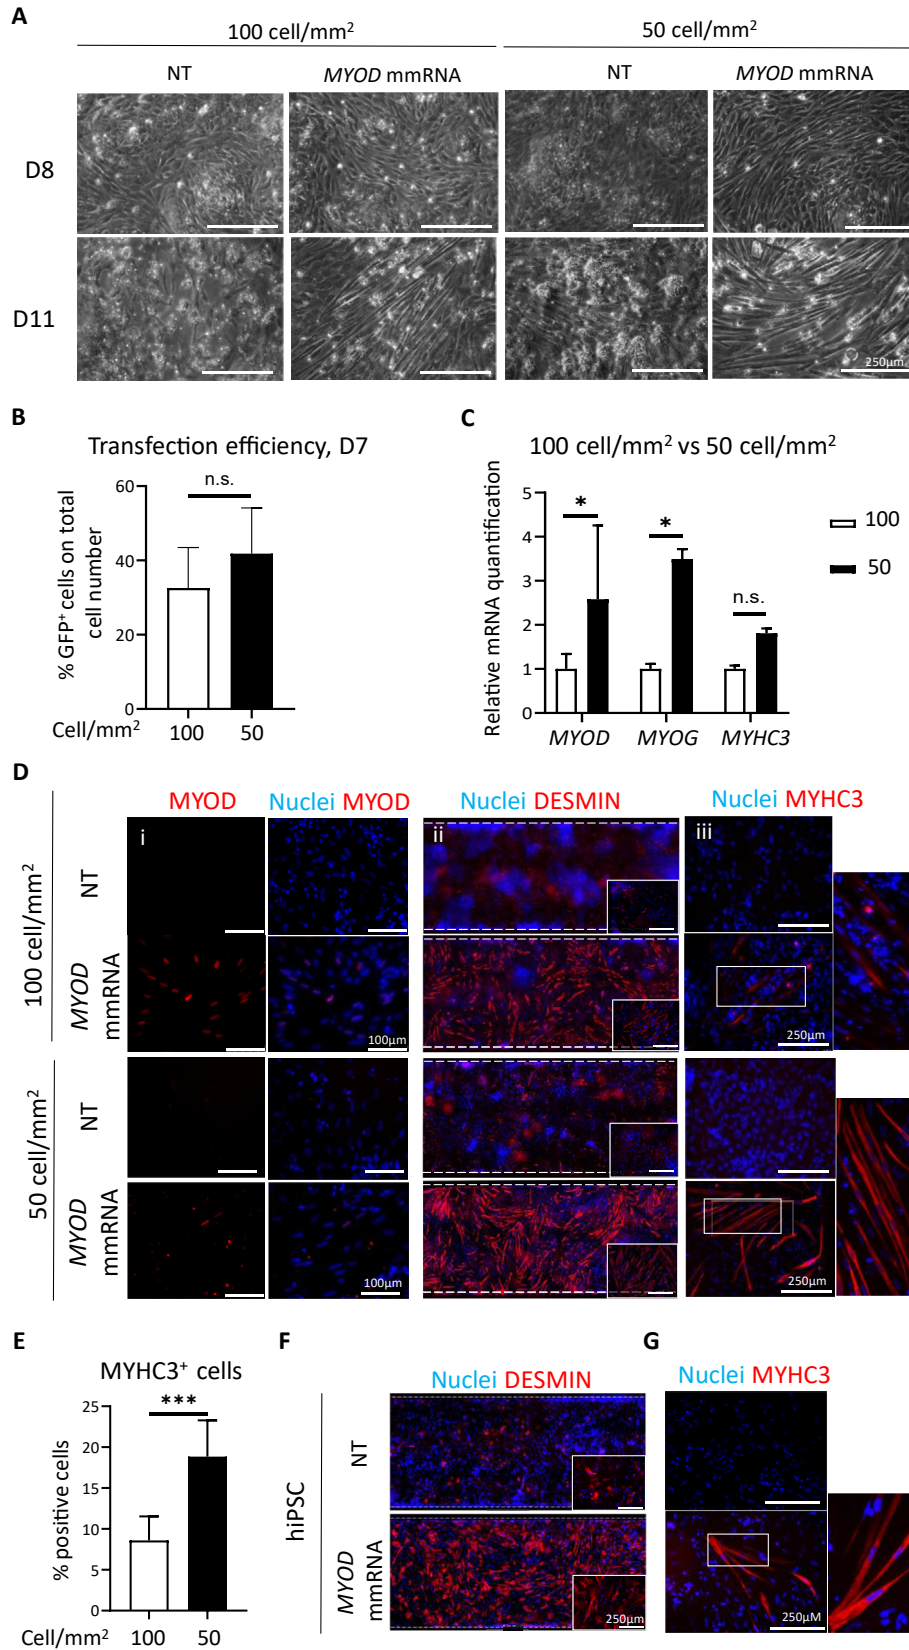 A
100 cell/mm²
50 cell/mm²
NT
MYOD mmRNA
NT
MYOD mmRNA
D8
D11
250μm
B
Transfection efficiency, D7
n.s.
% GFP⁺ cells on total
cell number
60
40
20
0
Cell/mm²
100
50
C
100 cell/mm² vs 50 cell/mm²
Relative mRNA quantification
5
4
3
2
1
0
*
*
n.s.
100
50
MYOD
MYOG
MYHC3
D
MYOD
Nuclei MYOD
Nuclei DESMIN
Nuclei MYHC3
i
ii
iii
100 cell/mm²
NT
MYOD
mmRNA
100μm
250μm
50 cell/mm²
NT
MYOD
mmRNA
100μm
250μm
E
MYHC3⁺ cells
***
% positive cells
25
20
15
10
5
0
Cell/mm²
100
50
F
Nuclei DESMIN
hiPSC
NT
MYOD
mmRNA
250μm
G
Nuclei MYHC3
250μM